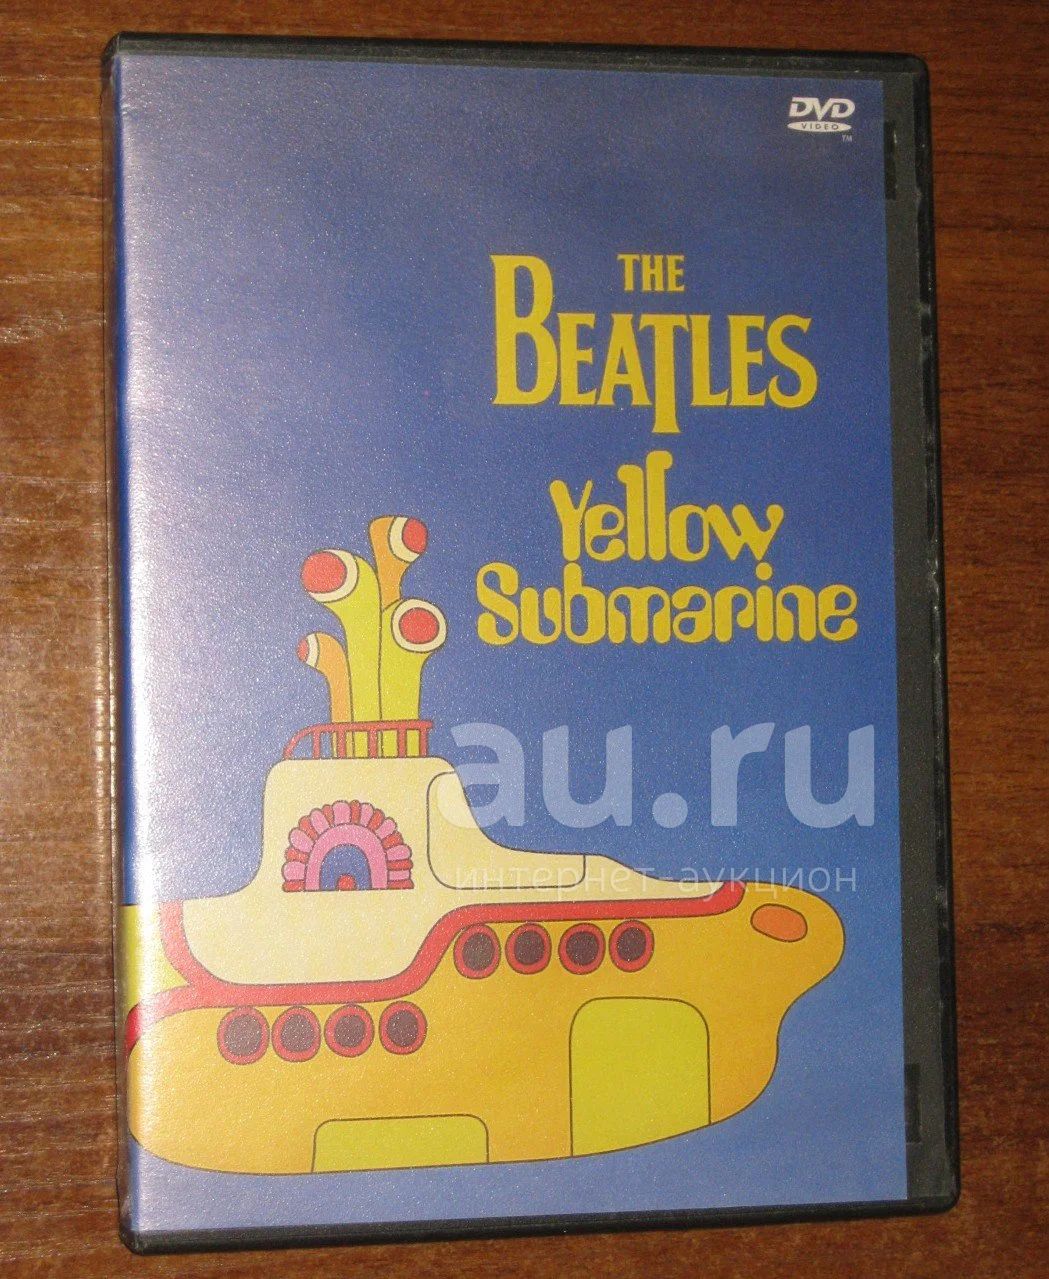 DVD
VIDEO
TM
THE
BEATLES
Yellow
Submarine
au.ru
интернет-аукцион